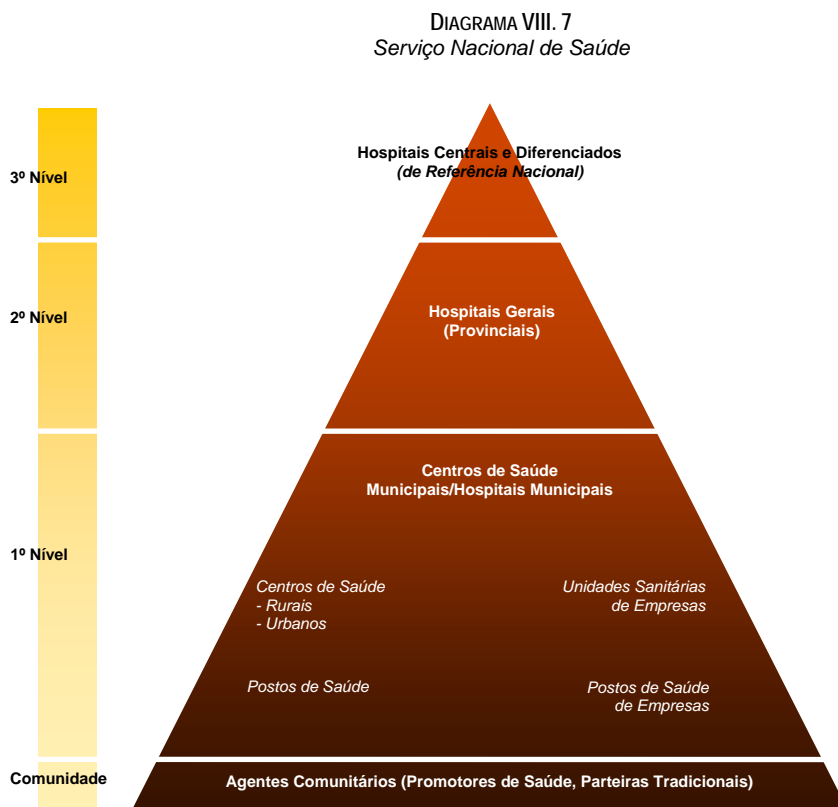 DIAGRAMA VIII. 7
Serviço Nacional de Saúde
3º Nível
Hospitais Centrais e Diferenciados
(de Referência Nacional)
2º Nível
Hospitais Gerais
(Provinciais)
1º Nível
Centros de Saúde
Municipais/Hospitais Municipais
Centros de Saúde
- Rurais
- Urbanos
Unidades Sanitárias
de Empresas
Postos de Saúde
Postos de Saúde
de Empresas
Comunidade
Agentes Comunitários (Promotores de Saúde, Parteiras Tradicionais)